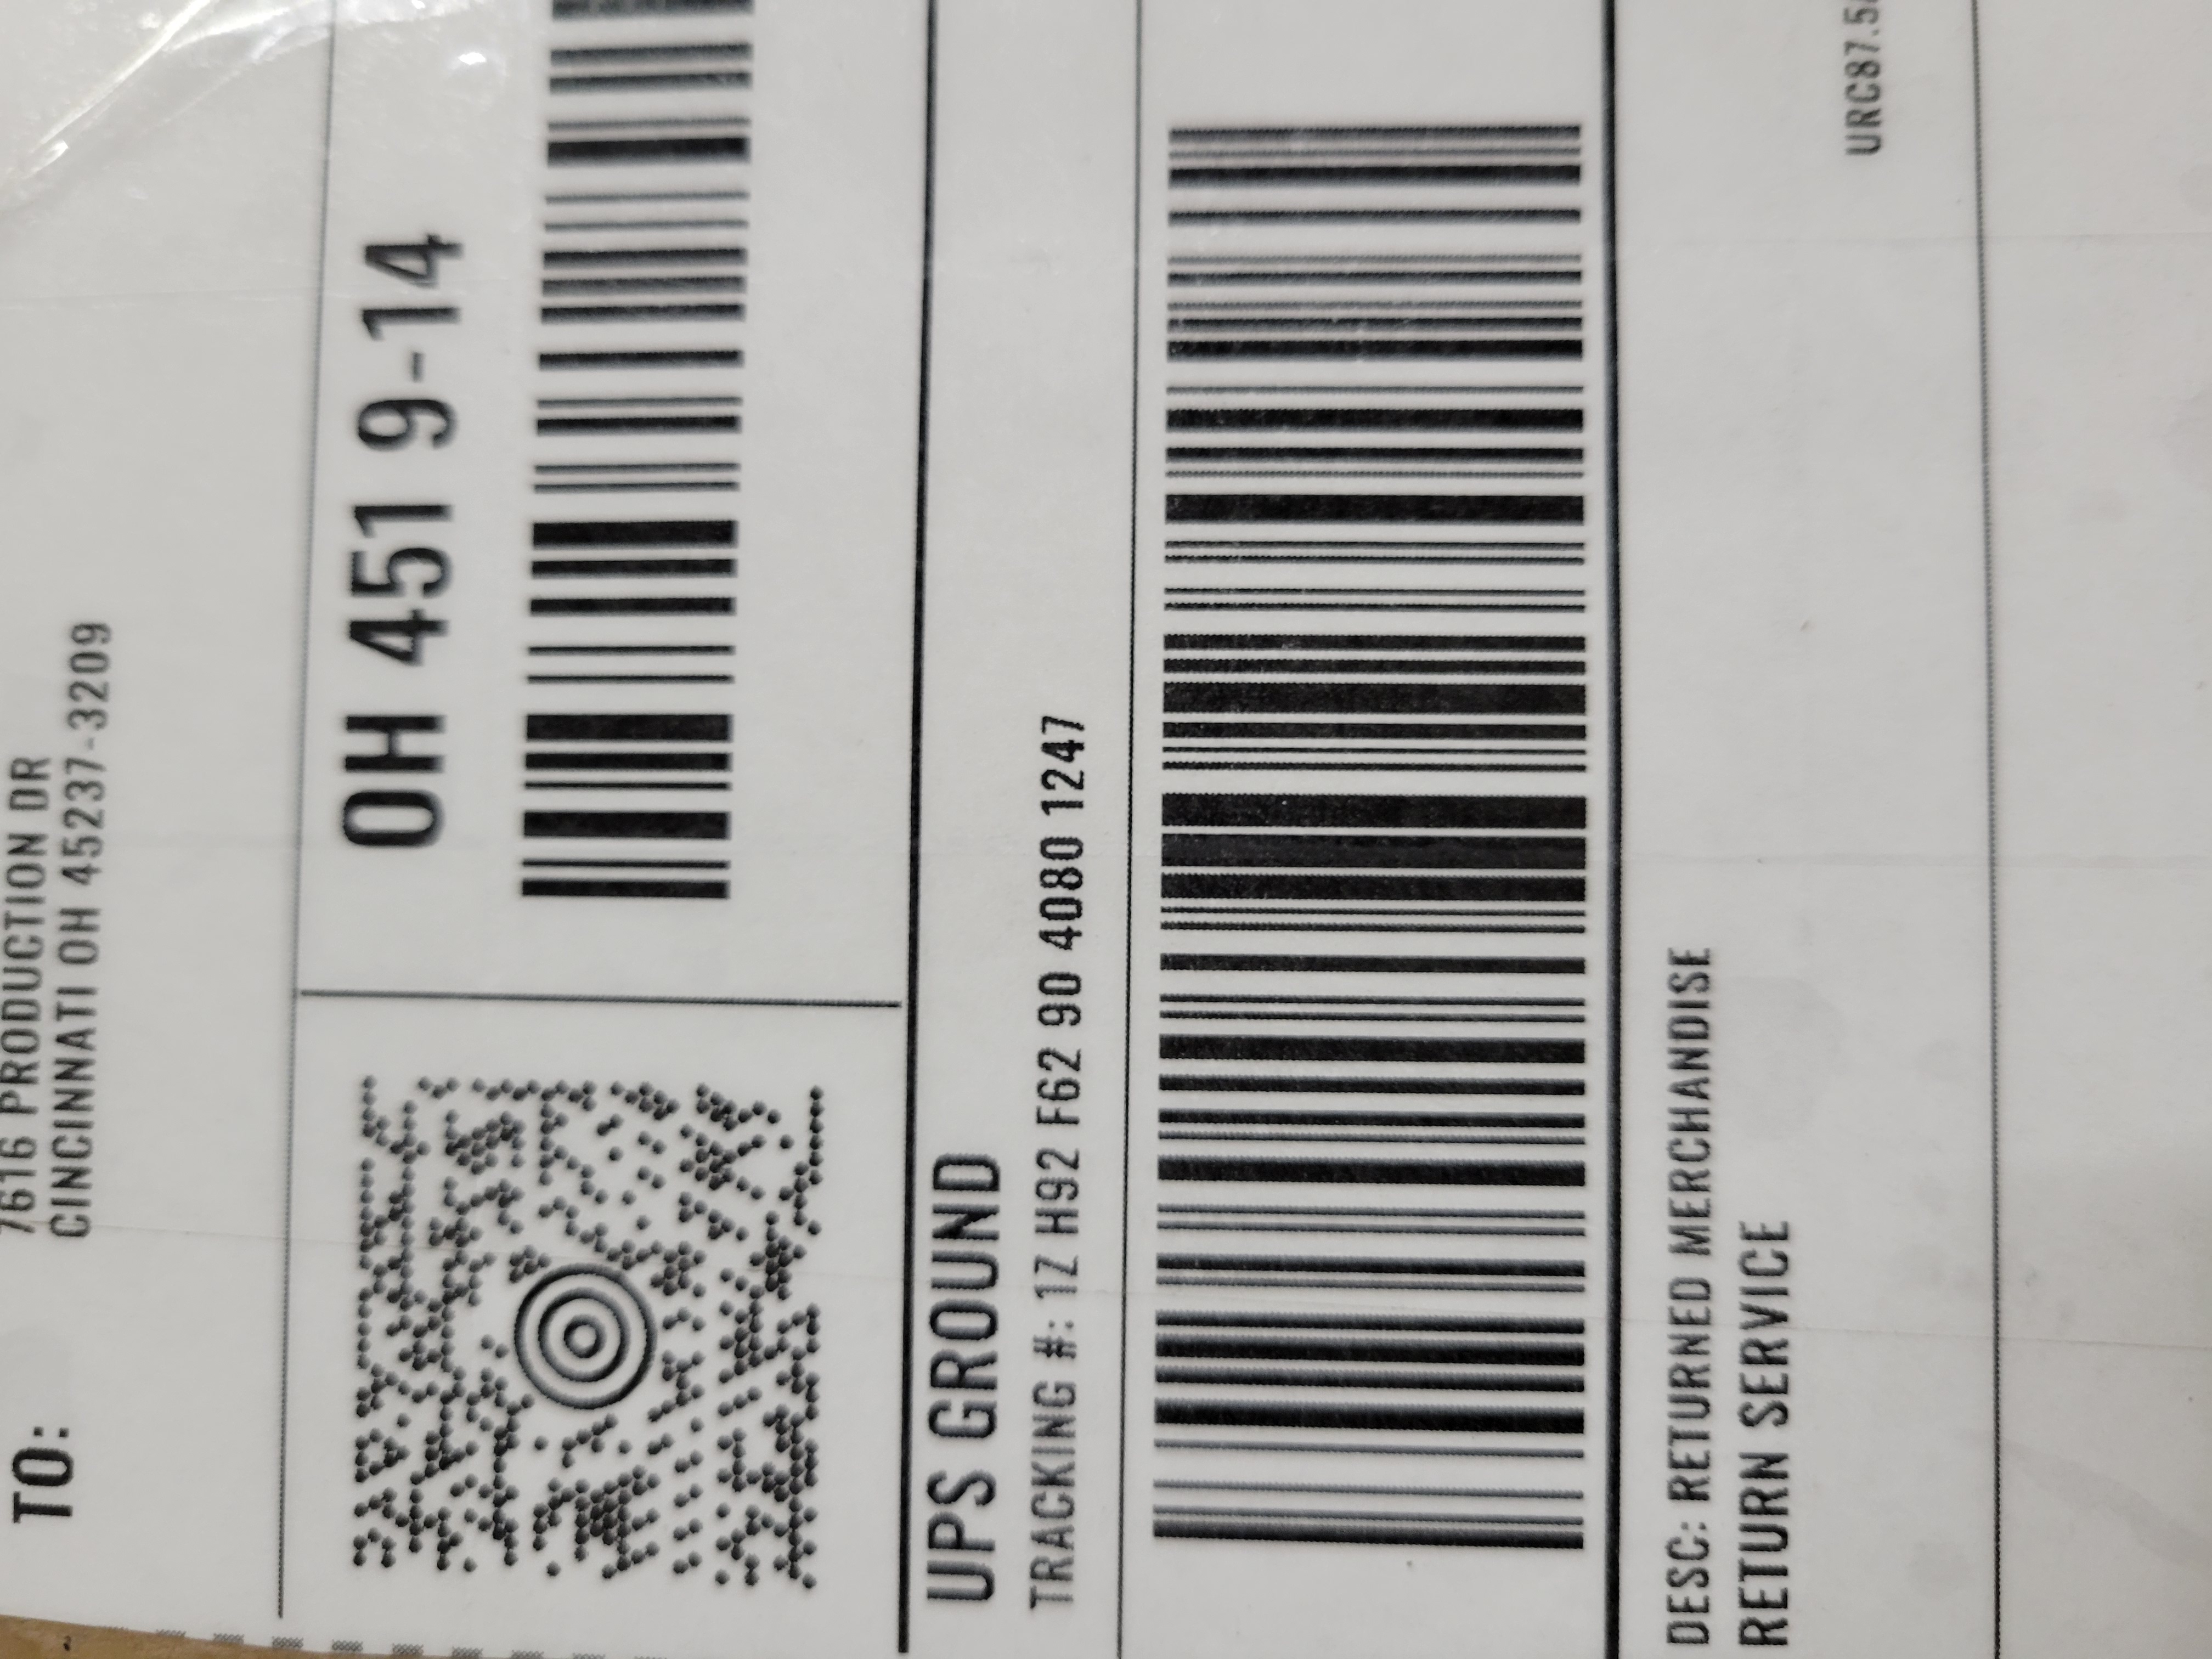 TO:
7616 PRODUCTION DR
CINCINNATI OH 45237-3209
OH 451 9-14
UPS GROUND
TRACKING #: 1Z H92 F62 90 4080 1247
DESC: RETURNED MERCHANDISE
RETURN SERVICE